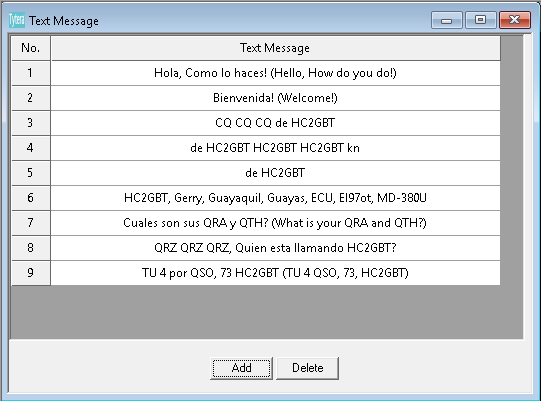 Tytera Text Message
No. Text Message
1 Hola, Como lo haces! (Hello, How do you do!)
2 Bienvenida! (Welcome!)
3 CQ CQ CQ de HC2GBT
4 de HC2GBT HC2GBT HC2GBT kn
5 de HC2GBT
6 HC2GBT, Gerry, Guayaquil, Guayas, ECU, EI97ot, MD-380U
7 Cuales son sus QRA y QTH? (What is your QRA and QTH?)
8 QRZ QRZ QRZ, Quien esta llamando HC2GBT?
9 TU 4 por QSO, 73 HC2GBT (TU 4 QSO, 73, HC2GBT)
Add Delete